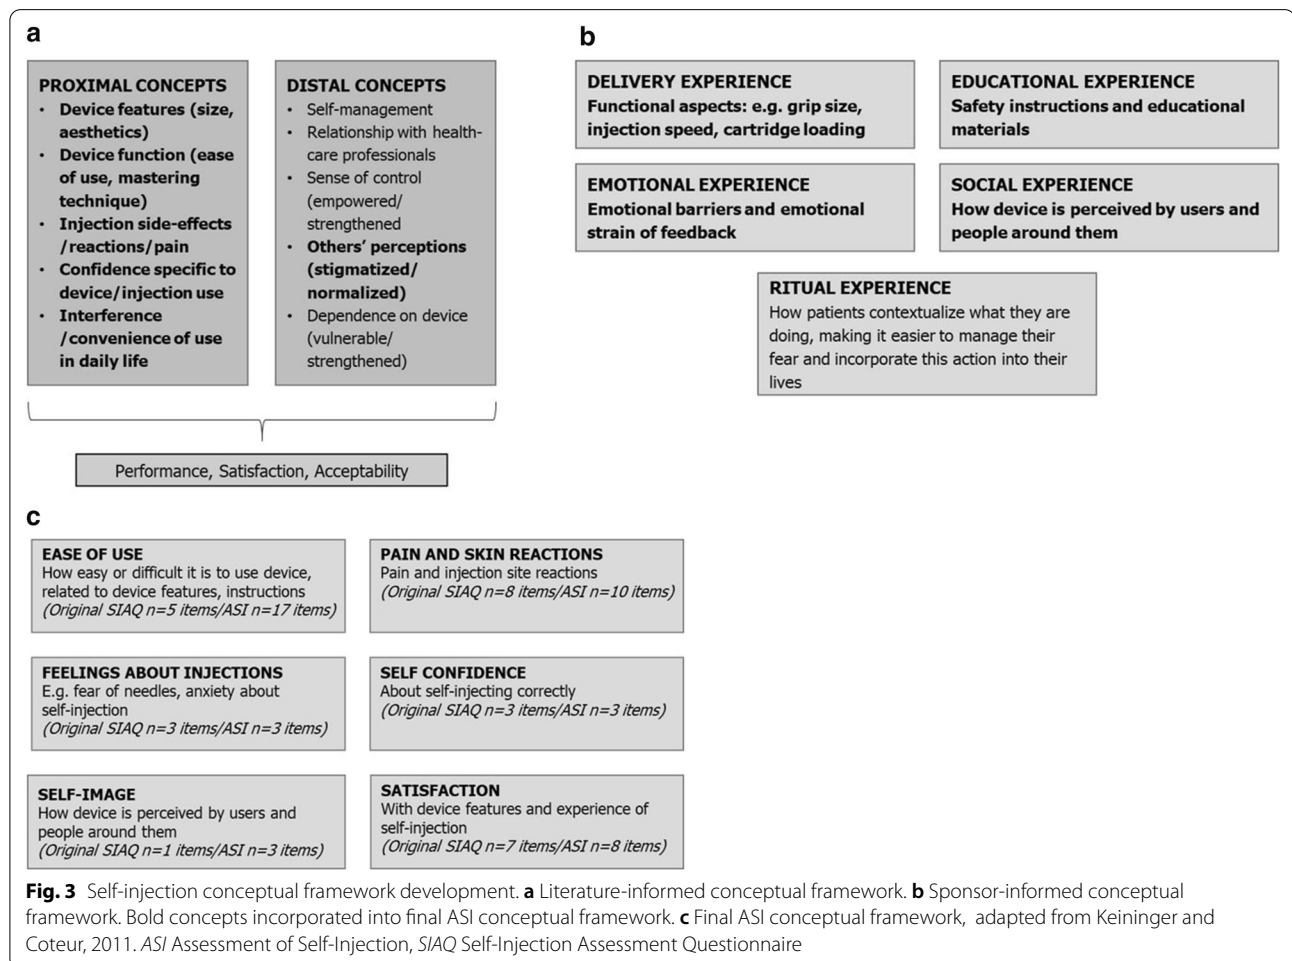 a
PROXIMAL CONCEPTS
• Device features (size,
aesthetics)
• Device function (ease
of use, mastering
technique)
• Injection side-effects
/reactions/pain
• Confidence specific to
device/injection use
• Interference
/convenience of use
in daily life
DISTAL CONCEPTS
• Self-management
• Relationship with health-
care professionals
• Sense of control
(empowered/
strengthened
• Others’ perceptions
(stigmatized/
normalized)
• Dependence on device
(vulnerable/
strengthened)
Performance, Satisfaction, Acceptability
b
DELIVERY EXPERIENCE
Functional aspects: e.g. grip size,
injection speed, cartridge loading
EDUCATIONAL EXPERIENCE
Safety instructions and educational
materials
EMOTIONAL EXPERIENCE
Emotional barriers and emotional
strain of feedback
SOCIAL EXPERIENCE
How device is perceived by users and
people around them
RITUAL EXPERIENCE
How patients contextualize what they are
doing, making it easier to manage their
fear and incorporate this action into their
lives
c
EASE OF USE
How easy or difficult it is to use device,
related to device features, instructions
(Original SIAQ n=5 items/ASI n=17 items)
PAIN AND SKIN REACTIONS
Pain and injection site reactions
(Original SIAQ n=8 items/ASI n=10 items)
FEELINGS ABOUT INJECTIONS
E.g. fear of needles, anxiety about
self-injection
(Original SIAQ n=3 items/ASI n=3 items)
SELF CONFIDENCE
About self-injecting correctly
(Original SIAQ n=3 items/ASI n=3 items)
SELF-IMAGE
How device is perceived by users and
people around them
(Original SIAQ n=1 items/ASI n=3 items)
SATISFACTION
With device features and experience of
self-injection
(Original SIAQ n=7 items/ASI n=8 items)
Fig. 3 Self-injection conceptual framework development. a Literature-informed conceptual framework. b Sponsor-informed conceptual
framework. Bold concepts incorporated into final ASI conceptual framework. c Final ASI conceptual framework, adapted from Keininger and
Coteur, 2011. ASI Assessment of Self-Injection, SIAQ Self-Injection Assessment Questionnaire